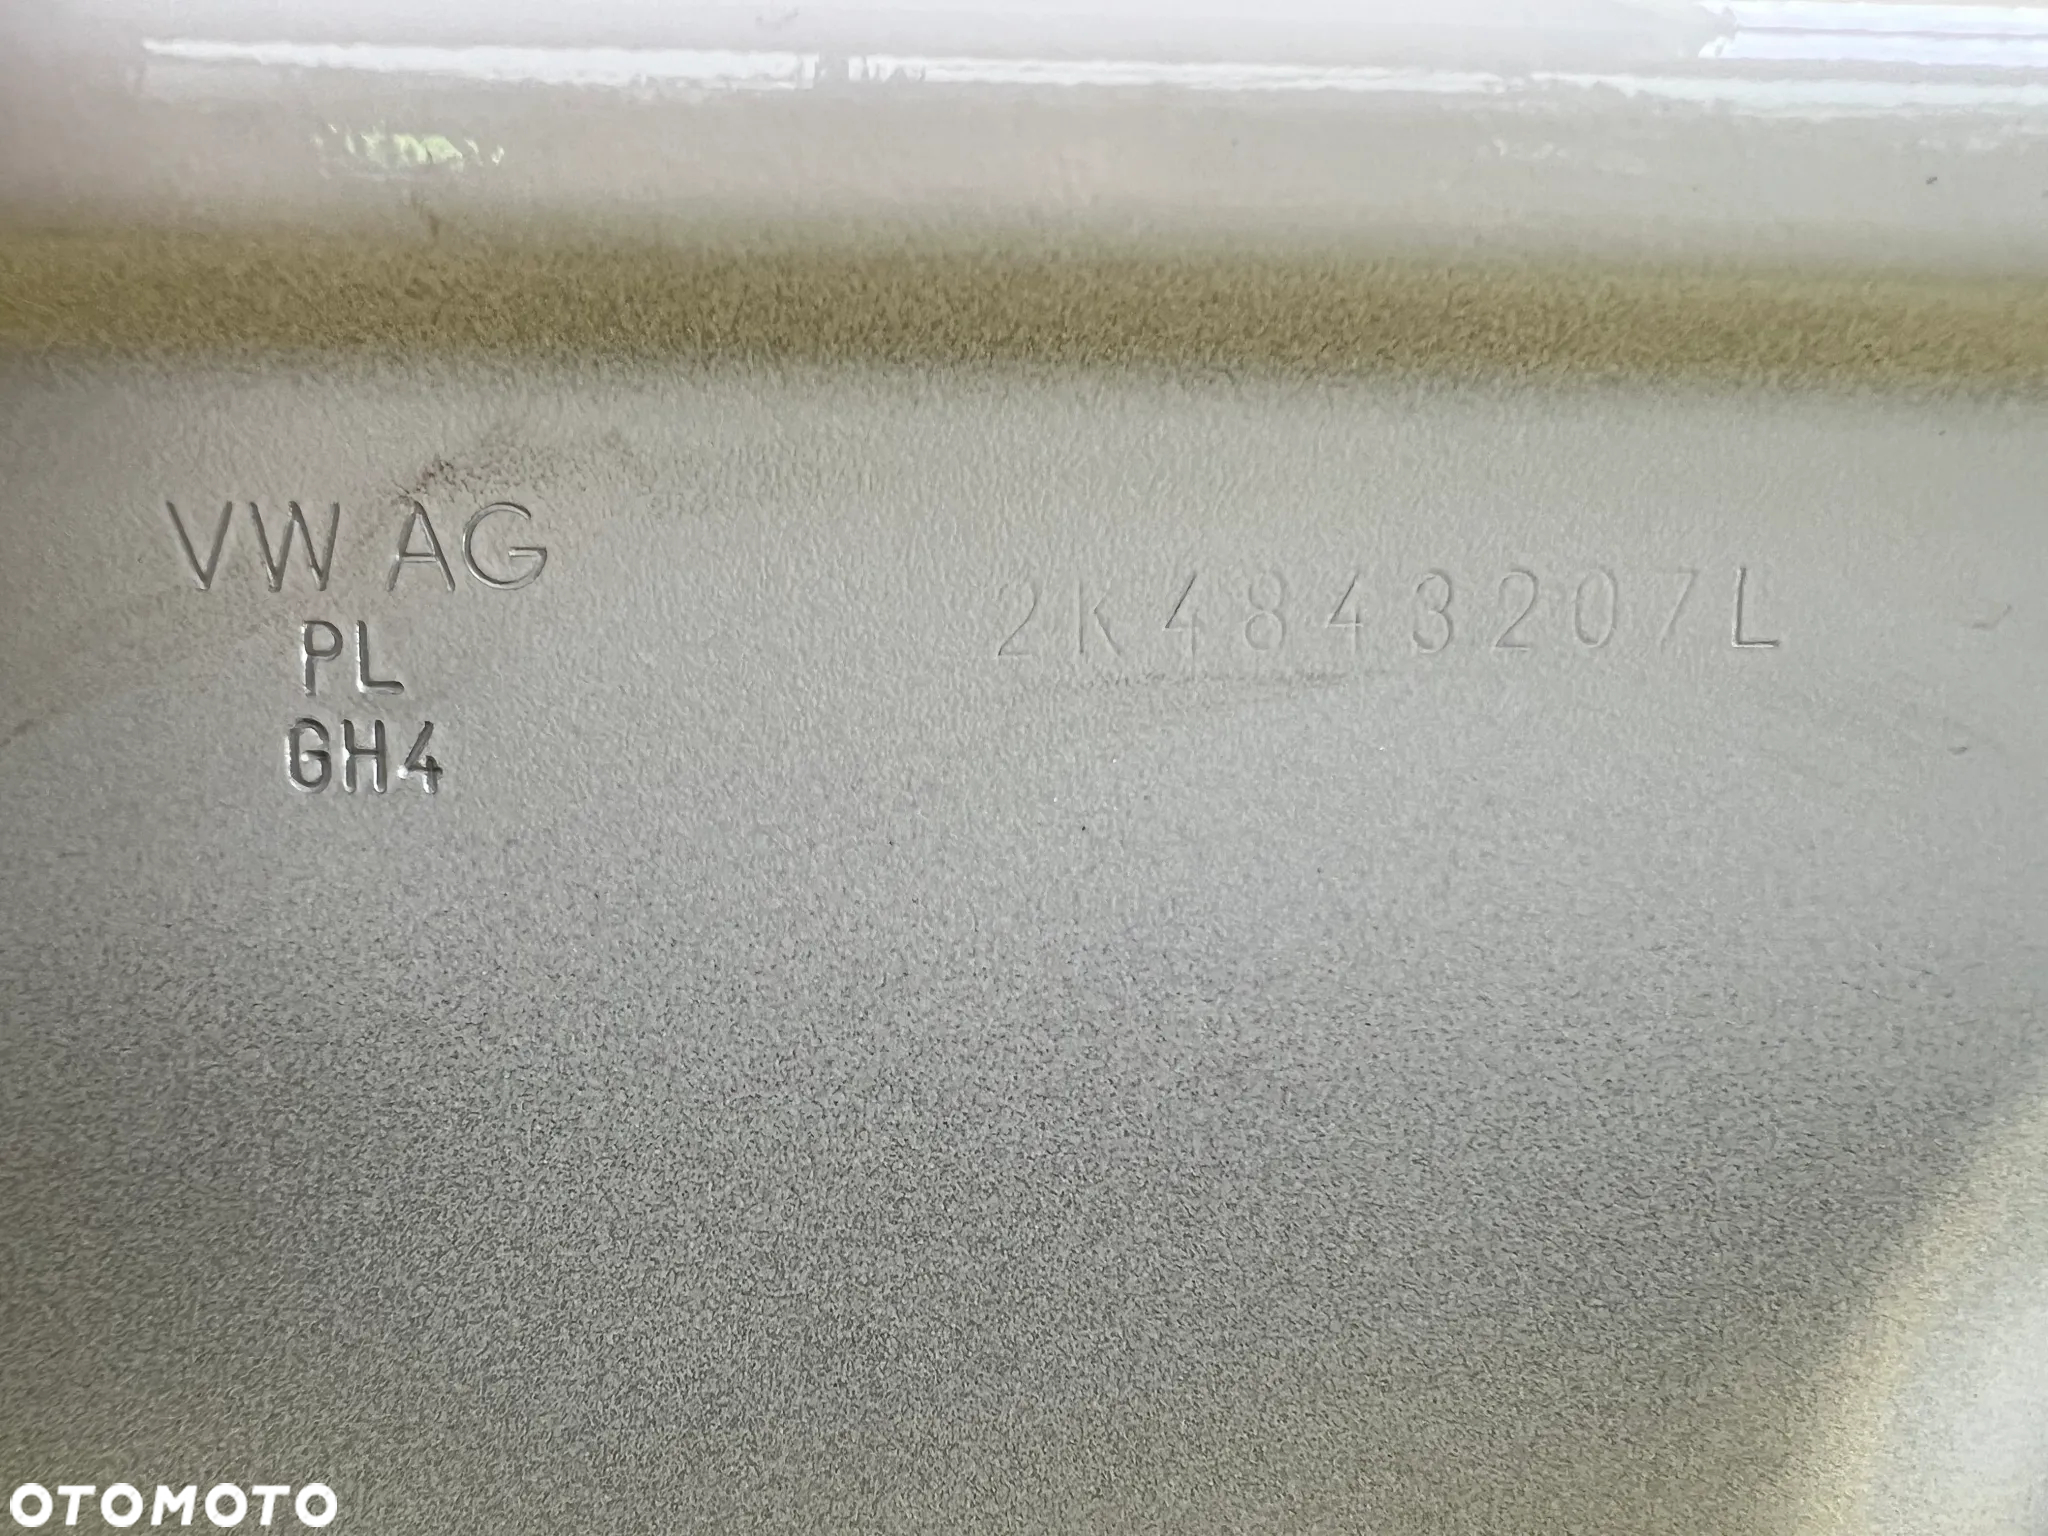 VW AG
2K4843207L
PL
GH4
OTOMOTO